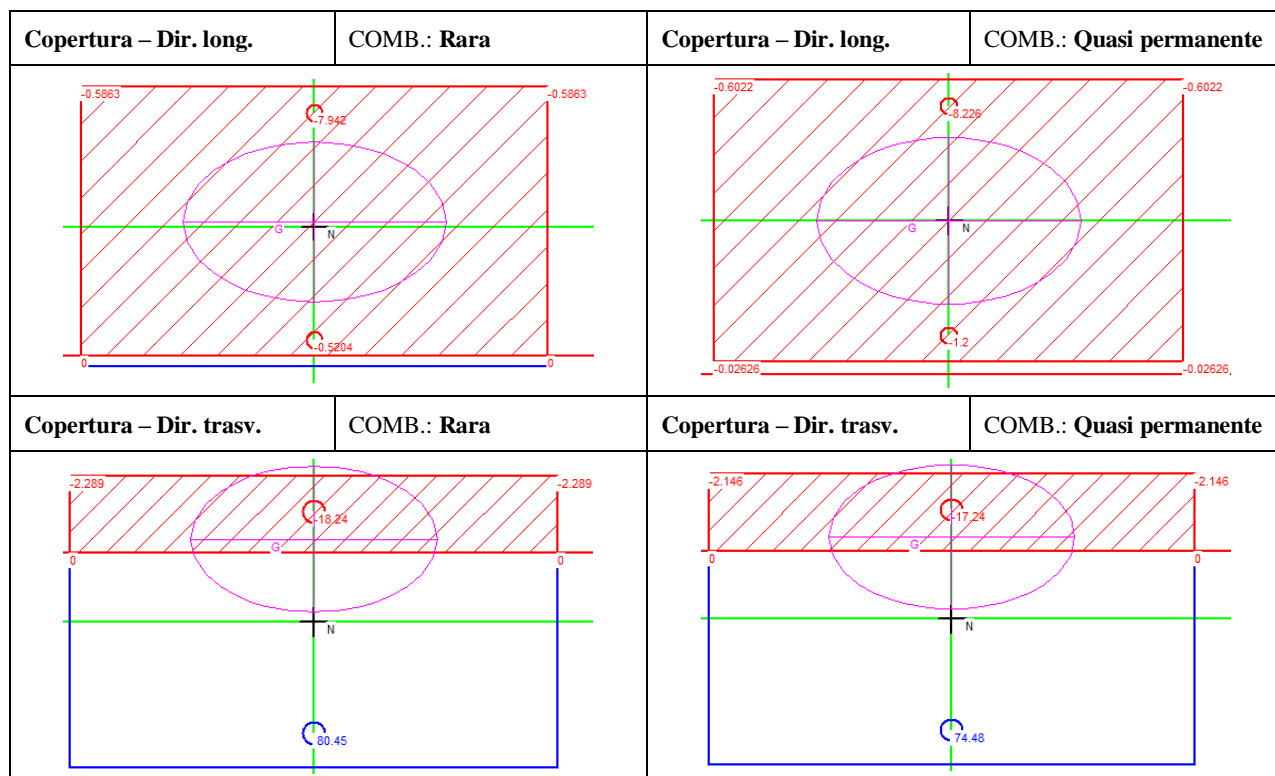 Copertura – Dir. long. COMB.: Rara Copertura – Dir. long. COMB.: Quasi permanente
-0.5863 -0.5863 -0.6022 -0.6022
-7.942 -8.226
G N G N
-0.5204 -1.2
0 0 -0.02626 -0.02626
Copertura – Dir. trasv. COMB.: Rara Copertura – Dir. trasv. COMB.: Quasi permanente
-2.289 -2.289 -2.146 -2.146
-18.24 -17.24
G G
0 0 0 0
N N
80.45 74.48